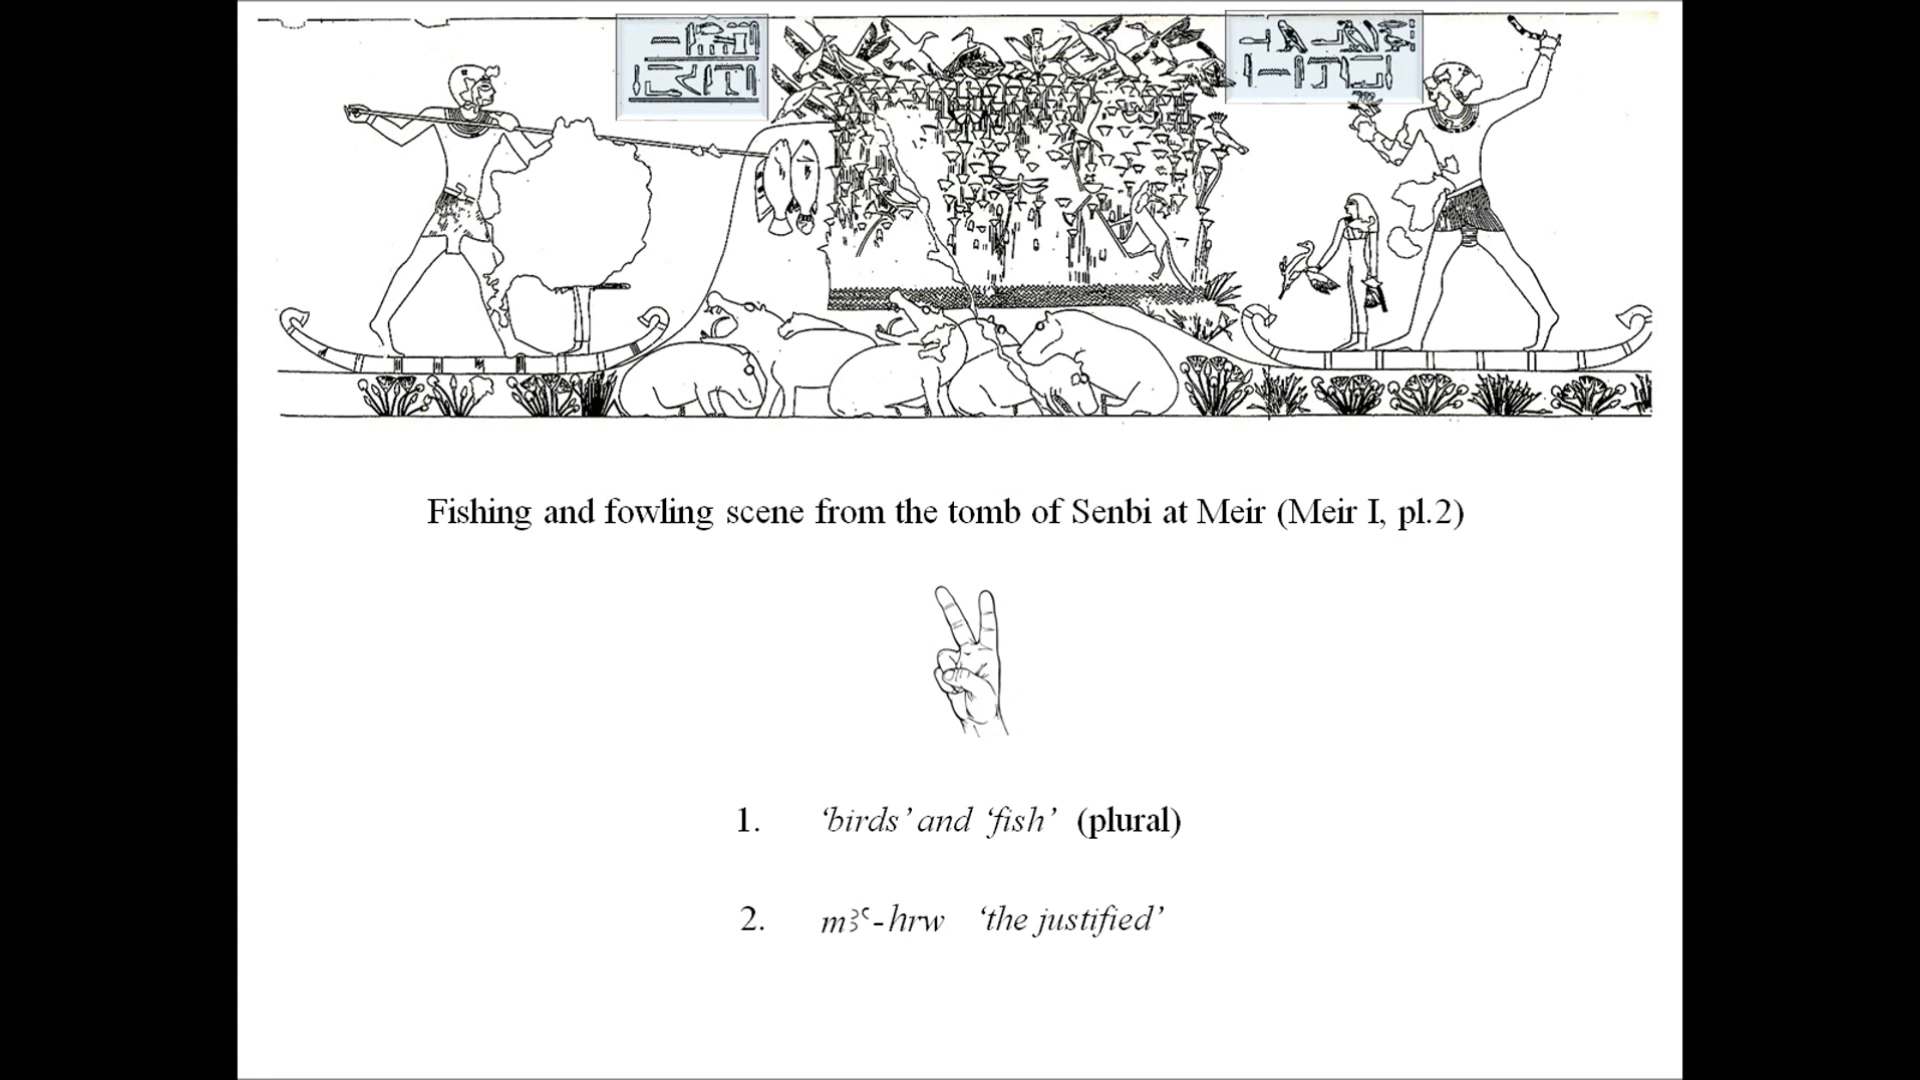 Fishing and fowling scene from the tomb of Senbi at Meir (Meir I, pl.2)
1. ‘birds’ and ‘fish’ (plural)
2. mꜣꜥ-hrw ‘the justified’